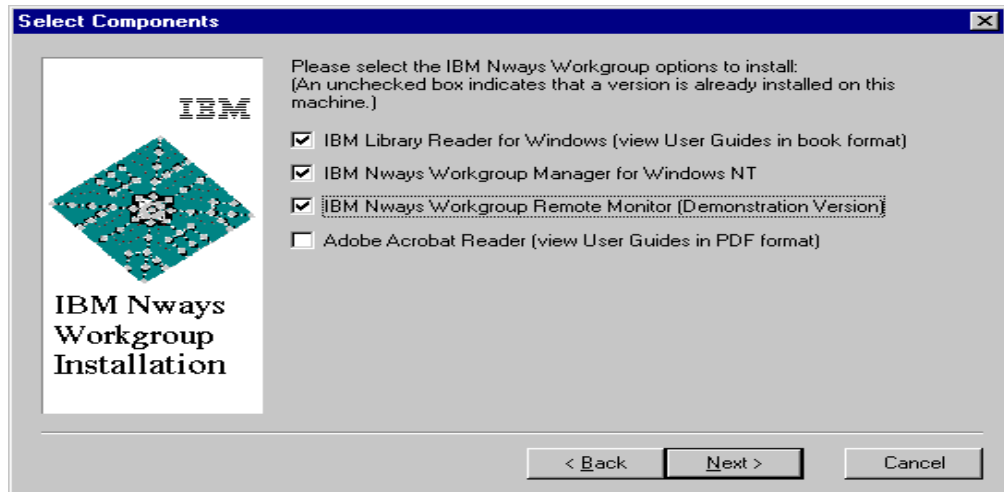 Select Components
IBM
IBM Nways
Workgroup
Installation
Please select the IBM Nways Workgroup options to install:
(An unchecked box indicates that a version is already installed on this
machine.)
IBM Library Reader for Windows (view User Guides in book format)
IBM Nways Workgroup Manager for Windows NT
IBM Nways Workgroup Remote Monitor (Demonstration Version)
Adobe Acrobat Reader (view User Guides in PDF format)
< Back
Next >
Cancel